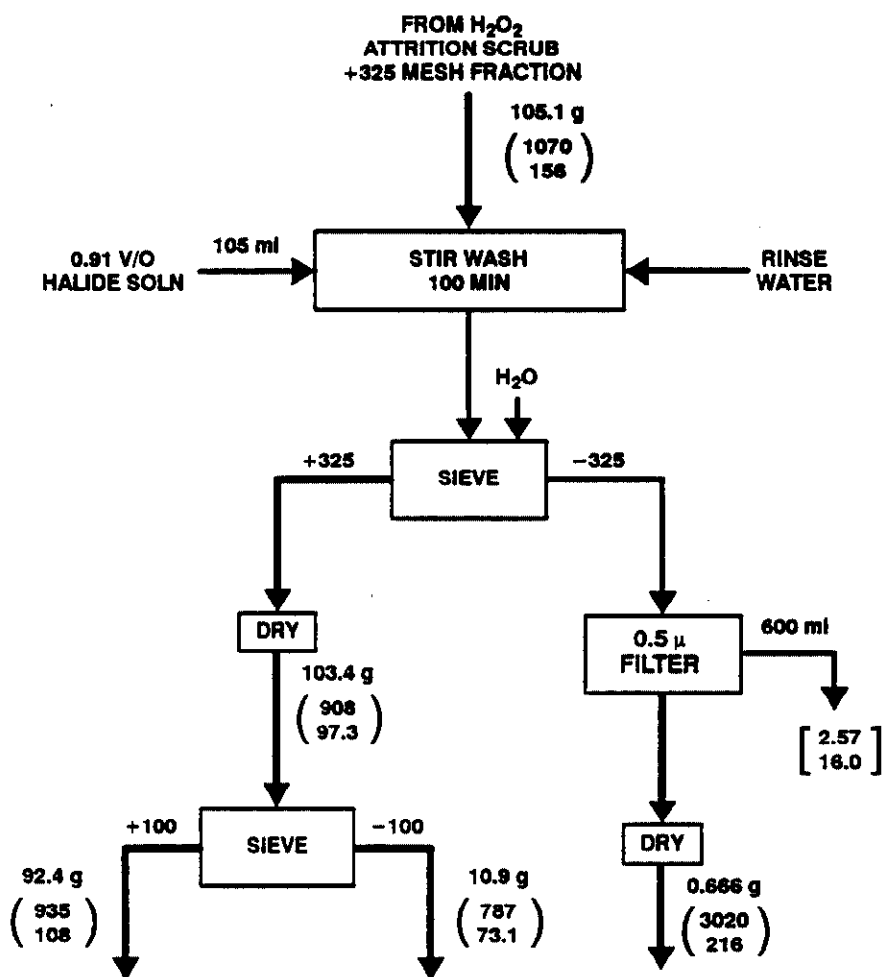 FROM H₂O₂
ATTRITION SCRUB
+325 MESH FRACTION
105.1 g
(1070
156)
0.91 V/O
HALIDE SOLN
105 ml
STIR WASH
100 MIN
RINSE
WATER
H₂O
+325
SIEVE
−325
DRY
0.5 μ
FILTER
600 ml
103.4 g
(908
97.3)
[2.57
16.0]
+100
SIEVE
−100
DRY
92.4 g
(935
108)
10.9 g
(787
73.1)
0.666 g
(3020
216)